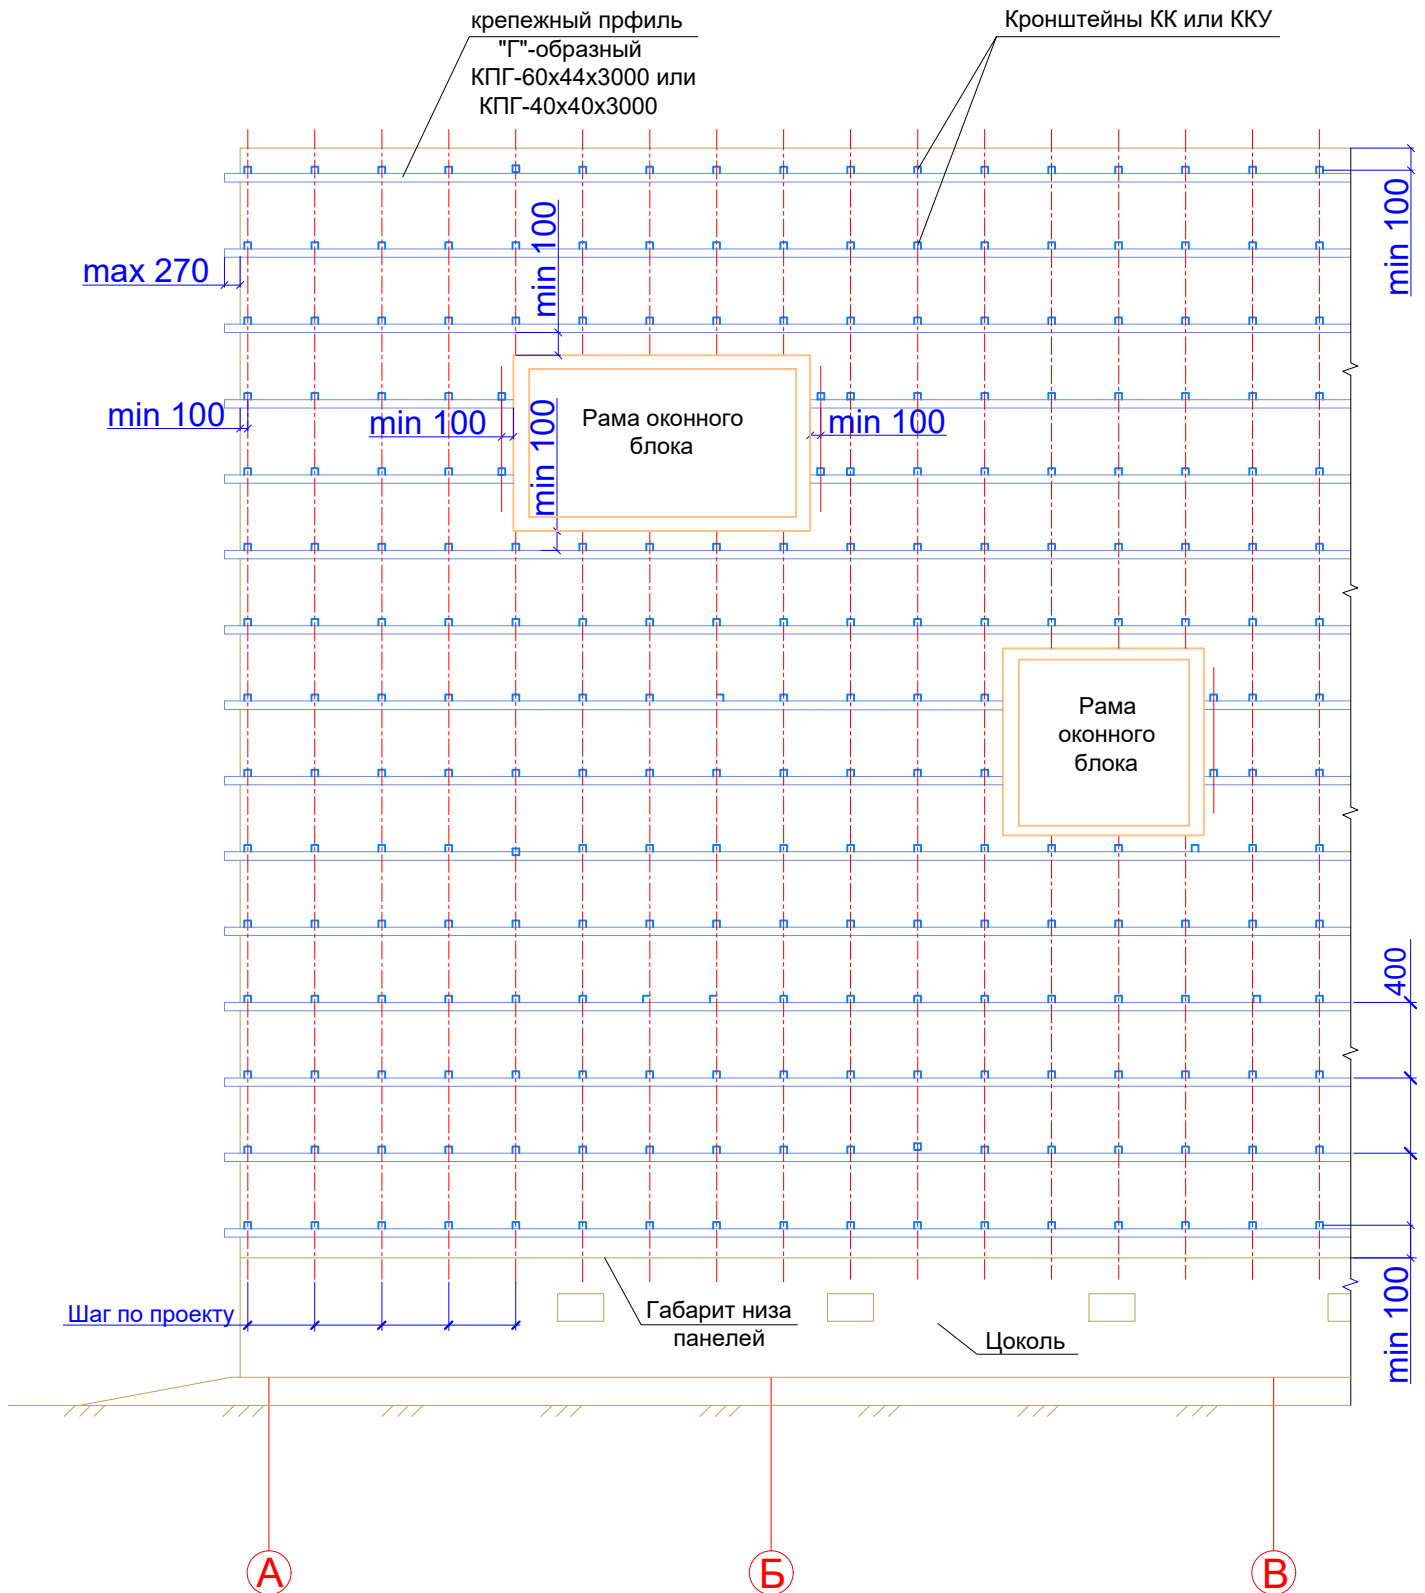 крепежный прфиль
"Г"-образный
КПГ-60х44х3000 или
КПГ-40х40х3000
Кронштейны КК или ККУ
min 100
min 100
max 270
min 100
min 100
min 100
Рама оконного
блока
min 100
Рама
оконного
блока
400
Шаг по проекту
Габарит низа
панелей
Цоколь
min 100
А
Б
В